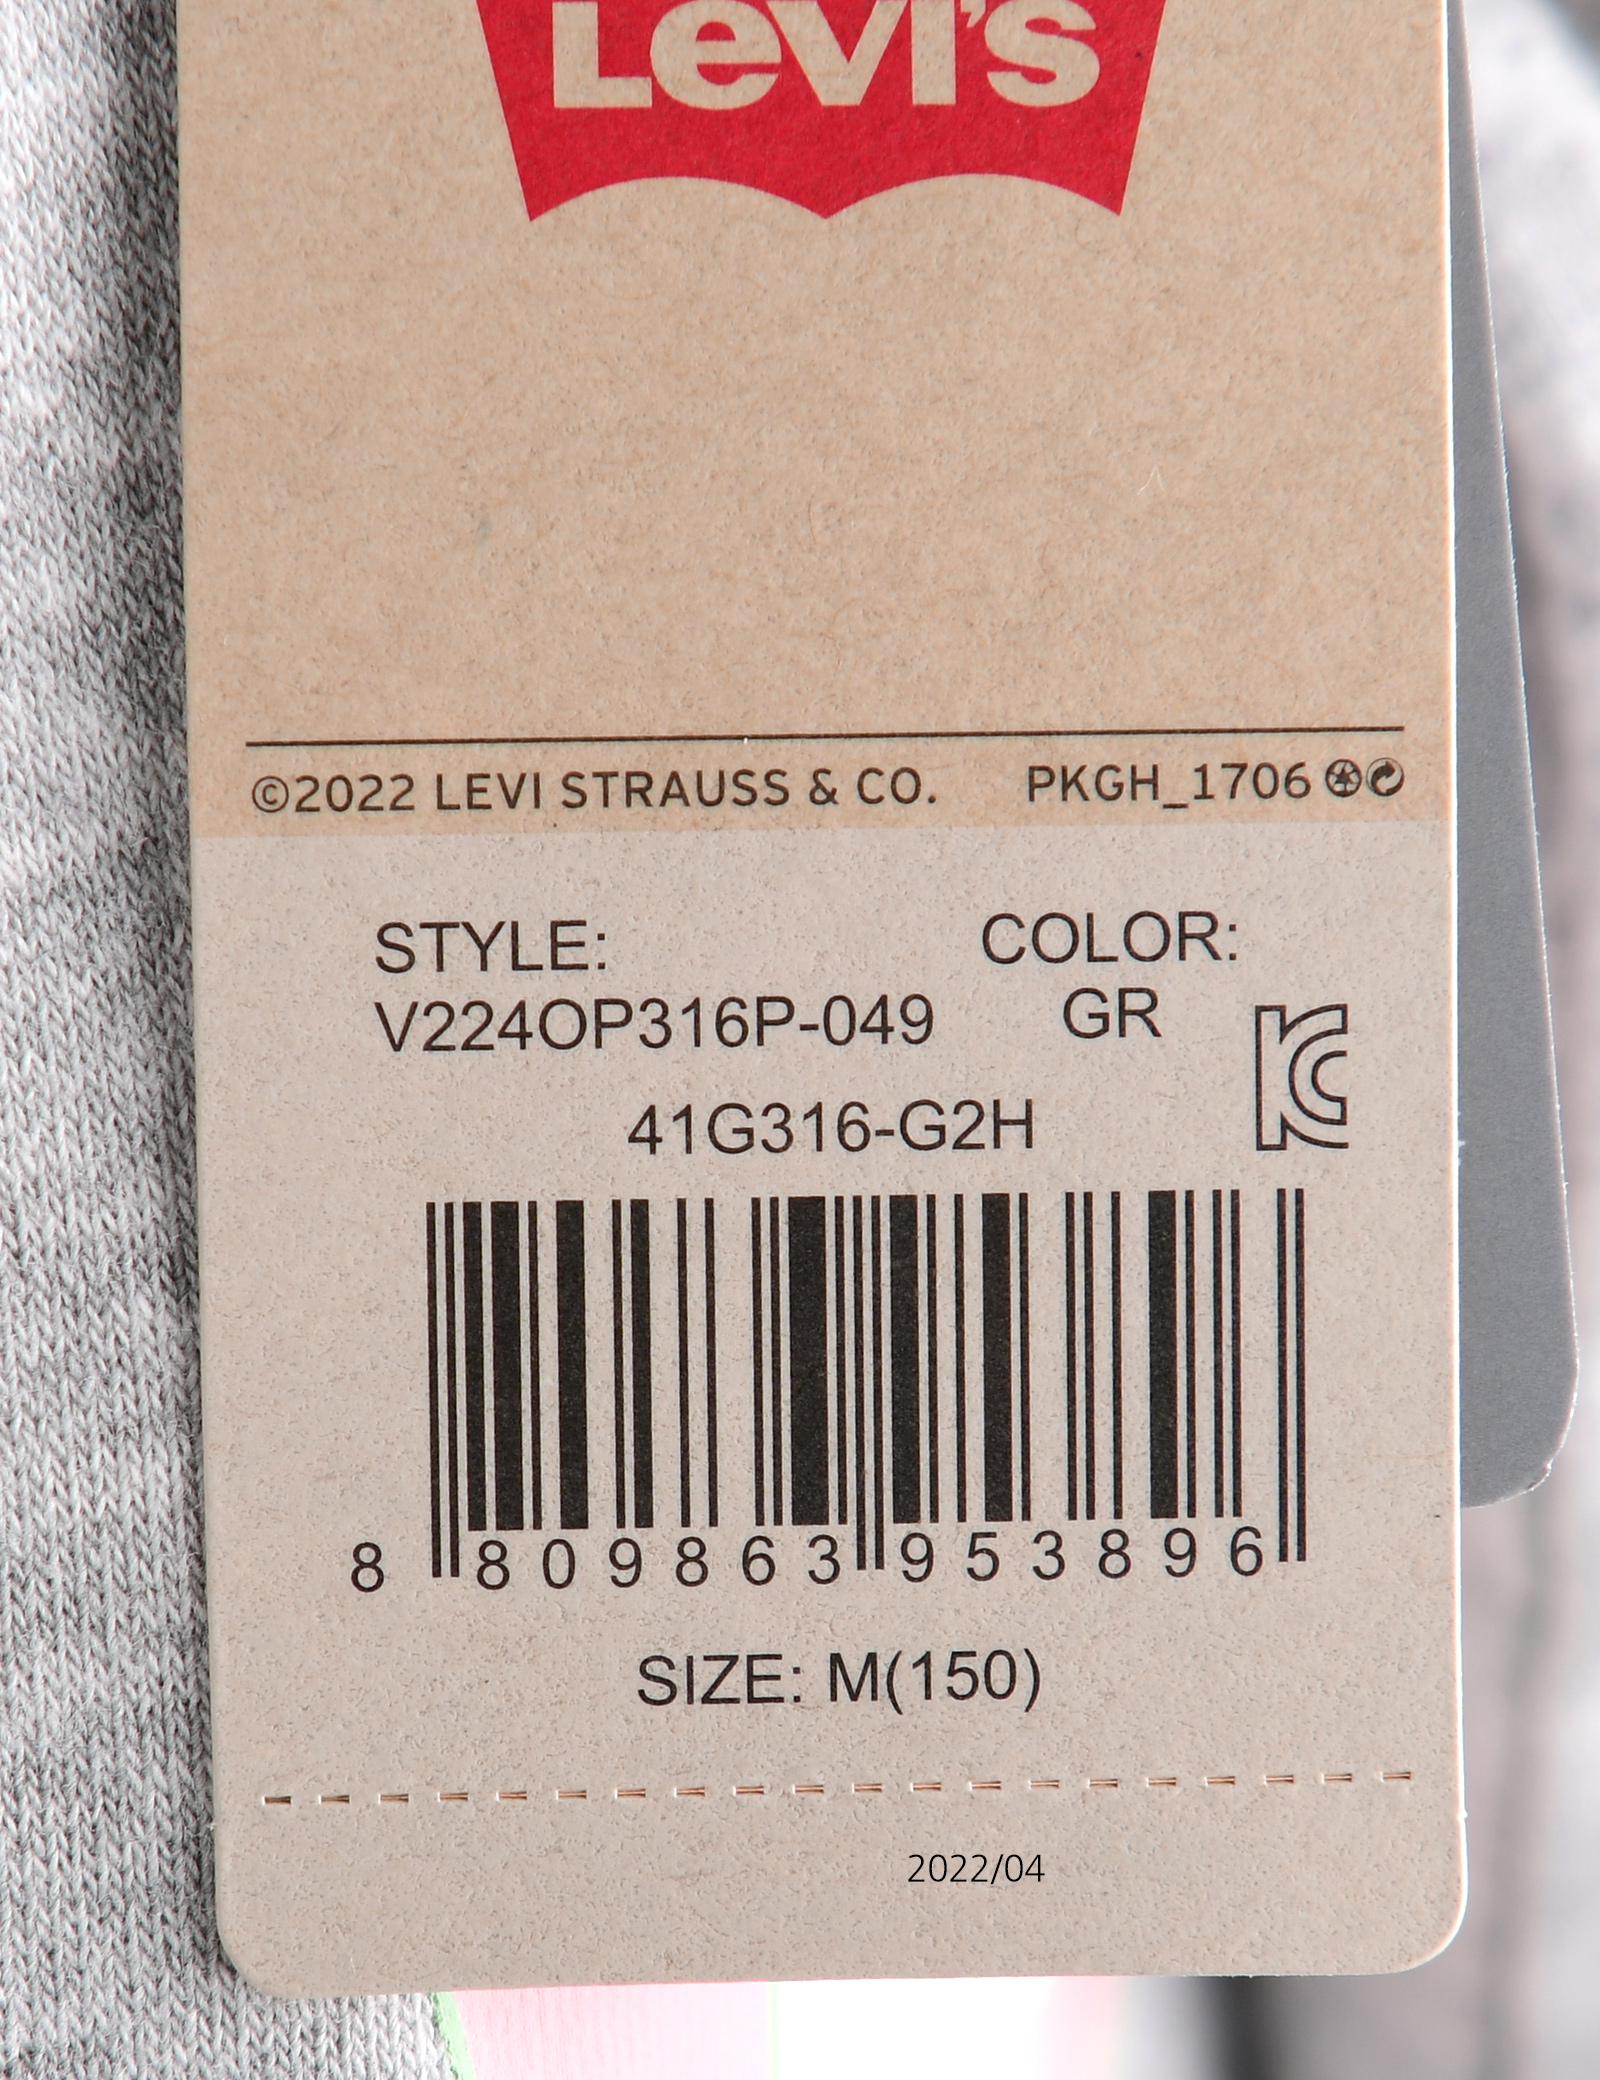 Levi's
©2022 LEVI STRAUSS & CO. PKGH_1706
STYLE: COLOR:
V224OP316P-049 GR
41G316-G2H
8 809863 953896
SIZE: M(150)
2022/04